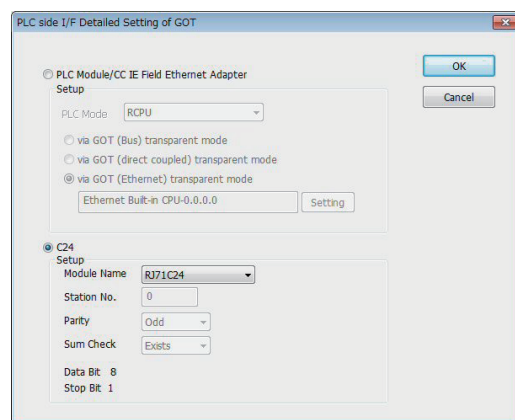 PLC side I/F Detailed Setting of GOT
PLC Module/CC IE Field Ethernet Adapter
OK
Setup
Cancel
PLC Mode RCPU
via GOT (Bus) transparent mode
via GOT (direct coupled) transparent mode
via GOT (Ethernet) transparent mode
Ethernet Built-in CPU-0.0.0.0 Setting
C24
Setup
Module Name RJ71C24
Station No. 0
Parity Odd
Sum Check Exists
Data Bit 8
Stop Bit 1